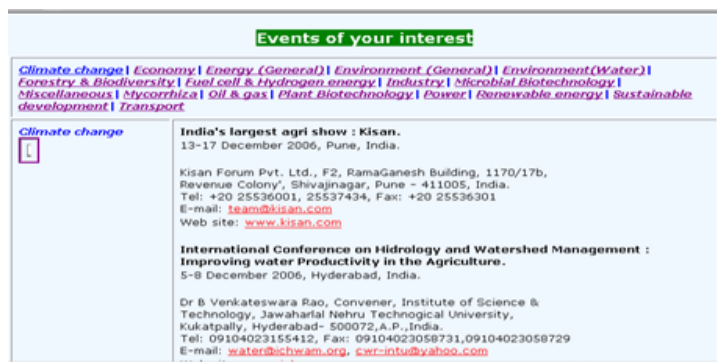 Events of your interest
Climate change | Economy | Energy (General) | Environment (General) | Environment(Water) |
Forestry & Biodiversity | Fuel cell & Hydrogen energy | Industry | Microbial Biotechnology |
Miscellaneous | Mycorrhiza | Oil & gas | Plant Biotechnology | Power | Renewable energy | Sustainable
development | Transport
Climate change
[
India's largest agri show : Kisan.
13-17 December 2006, Pune, India.
Kisan Forum Pvt. Ltd., F2, RamaGanesh Building, 1170/17b,
Revenue Colony', Shivajinagar, Pune - 411005, India.
Tel: +20 25536001, 25537434, Fax: +20 25536301
E-mail: team@kisan.com
Web site: www.kisan.com
International Conference on Hidrology and Watershed Management :
Improving water Productivity in the Agriculture.
5-8 December 2006, Hyderabad, India.
Dr B Venkateswara Rao, Convener, Institute of Science &
Technology, Jawaharlal Nehru Technogical University,
Kukatpally, Hyderabad- 500072,A.P.,India.
Tel: 09104023155412, Fax: 09104023058731,09104023058729
E-mail: water@ichwam.org, cwr-jntu@yahoo.com